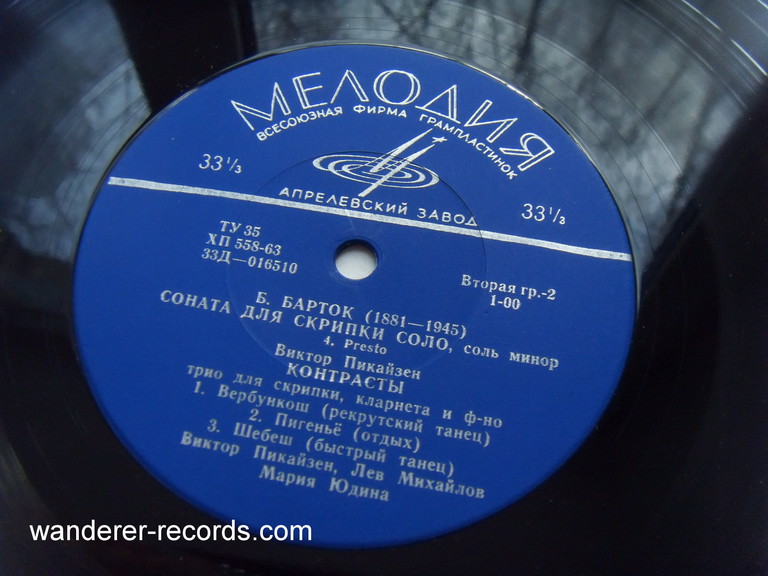 МЕЛОДИЯ
ВСЕСОЮЗНАЯ ФИРМА ГРАМПЛАСТИНОК
33⅓
АПРЕЛЕВСКИЙ ЗАВОД
33⅓
ТУ 35
ХП 558-63
33Д—016510
Вторая гр.-2
1-00
Б. БАРТОК (1881—1945)
СОНАТА ДЛЯ СКРИПКИ СОЛО, соль минор
4. Presto
Виктор Пикайзен
КОНТРАСТЫ
трио для скрипки, кларнета и ф-но
1. Вербункош (рекрутский танец)
2. Пигеньё (отдых)
3. Шебеш (быстрый танец)
Виктор Пикайзен, Лев Михайлов
Мария Юдина
wanderer-records.com